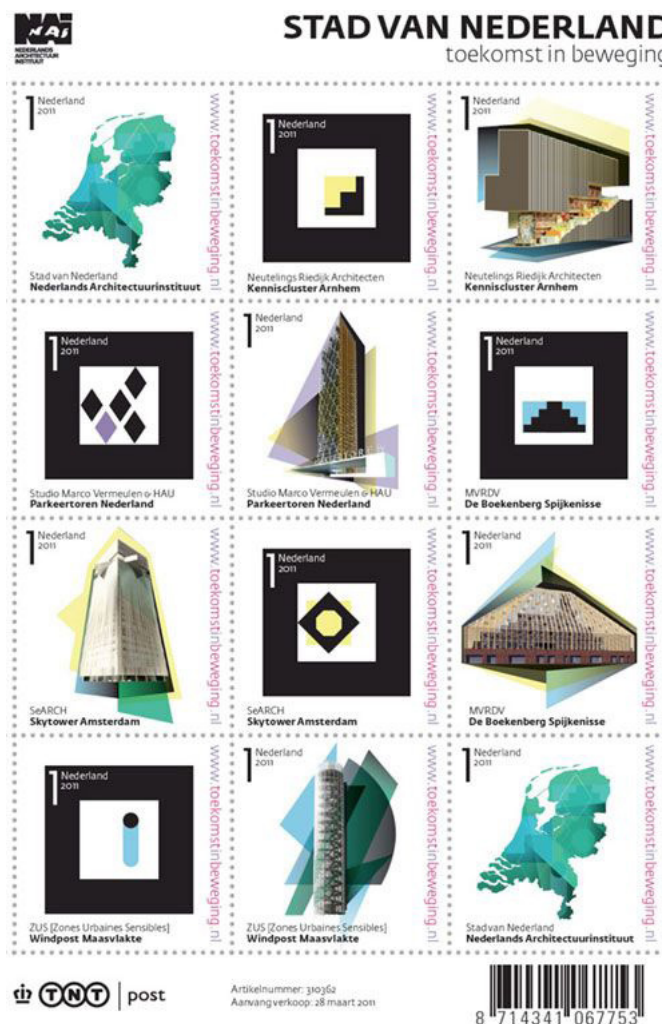 NAi
NEDERLANDS
ARCHITECTUUR
INSTITUUT
STAD VAN NEDERLAND
toekomst in beweging
1 Nederland
2011
www.toekomstinbeweging.nl
Stad van Nederland
Nederlands Architectuurinstituut
1 Nederland
2011
www.toekomstinbeweging.nl
Neutelings Riedijk Architecten
Kenniscluster Arnhem
1 Nederland
2011
www.toekomstinbeweging.nl
Neutelings Riedijk Architecten
Kenniscluster Arnhem
1 Nederland
2011
www.toekomstinbeweging.nl
Studio Marco Vermeulen & HAU
Parkeertoren Nederland
1 Nederland
2011
www.toekomstinbeweging.nl
Studio Marco Vermeulen & HAU
Parkeertoren Nederland
1 Nederland
2011
www.toekomstinbeweging.nl
MVRDV
De Boekenberg Spijkenisse
1 Nederland
2011
www.toekomstinbeweging.nl
SeARCH
Skytower Amsterdam
1 Nederland
2011
www.toekomstinbeweging.nl
SeARCH
Skytower Amsterdam
1 Nederland
2011
www.toekomstinbeweging.nl
MVRDV
De Boekenberg Spijkenisse
1 Nederland
2011
www.toekomstinbeweging.nl
ZUS [Zones Urbaines Sensibles]
Windpost Maasvlakte
1 Nederland
2011
www.toekomstinbeweging.nl
ZUS [Zones Urbaines Sensibles]
Windpost Maasvlakte
1 Nederland
2011
www.toekomstinbeweging.nl
Stad van Nederland
Nederlands Architectuurinstituut
TNT post
Artikelnummer: 310362
Aanvang verkoop: 28 maart 2011
8 714341 067753